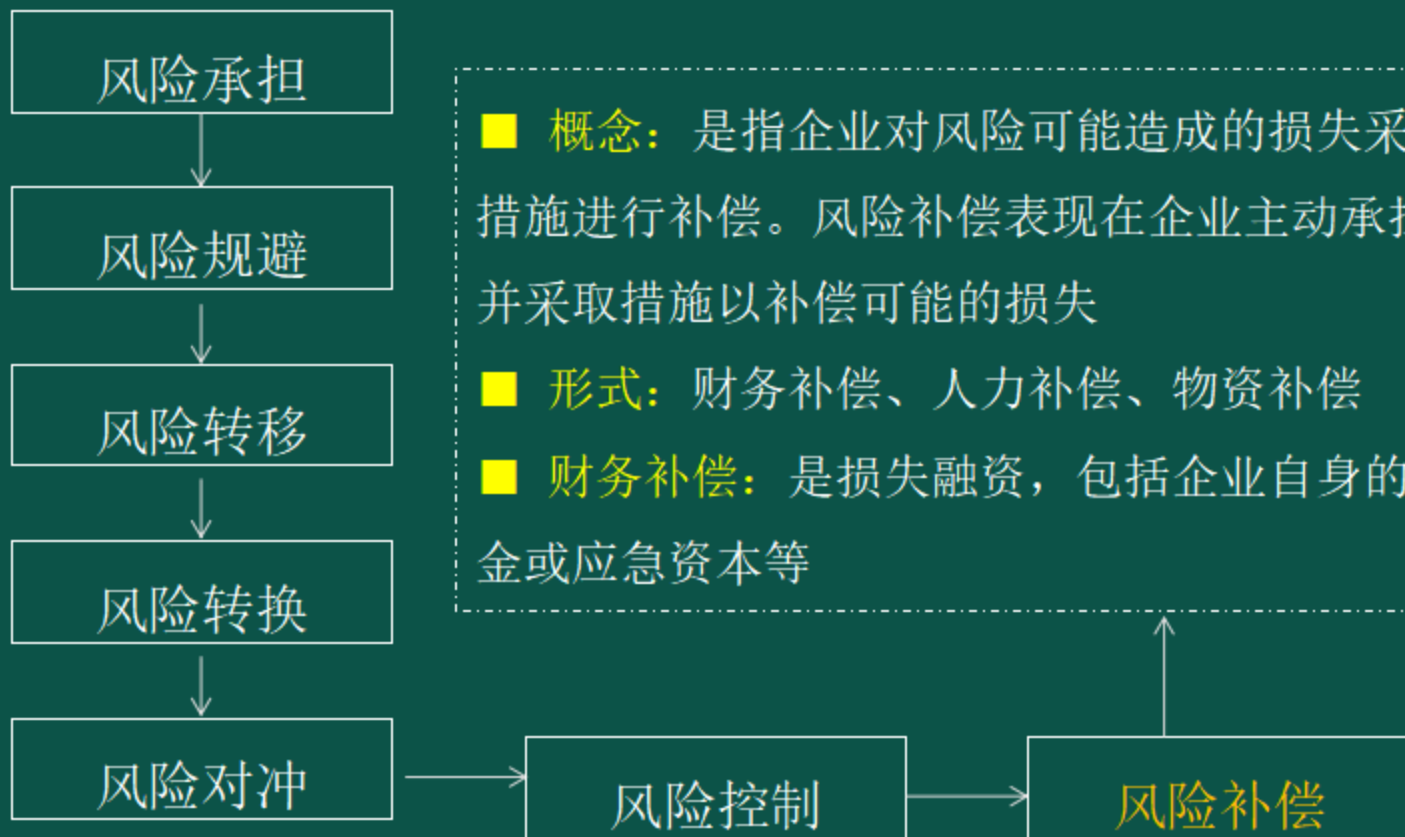 风险承担
风险规避
风险转移
风险转换
风险对冲
■ 概念：是指企业对风险可能造成的损失采
措施进行补偿。风险补偿表现在企业主动承
并采取措施以补偿可能的损失
■ 形式：财务补偿、人力补偿、物资补偿
■ 财务补偿：是损失融资，包括企业自身的
金或应急资本等
风险控制
风险补偿